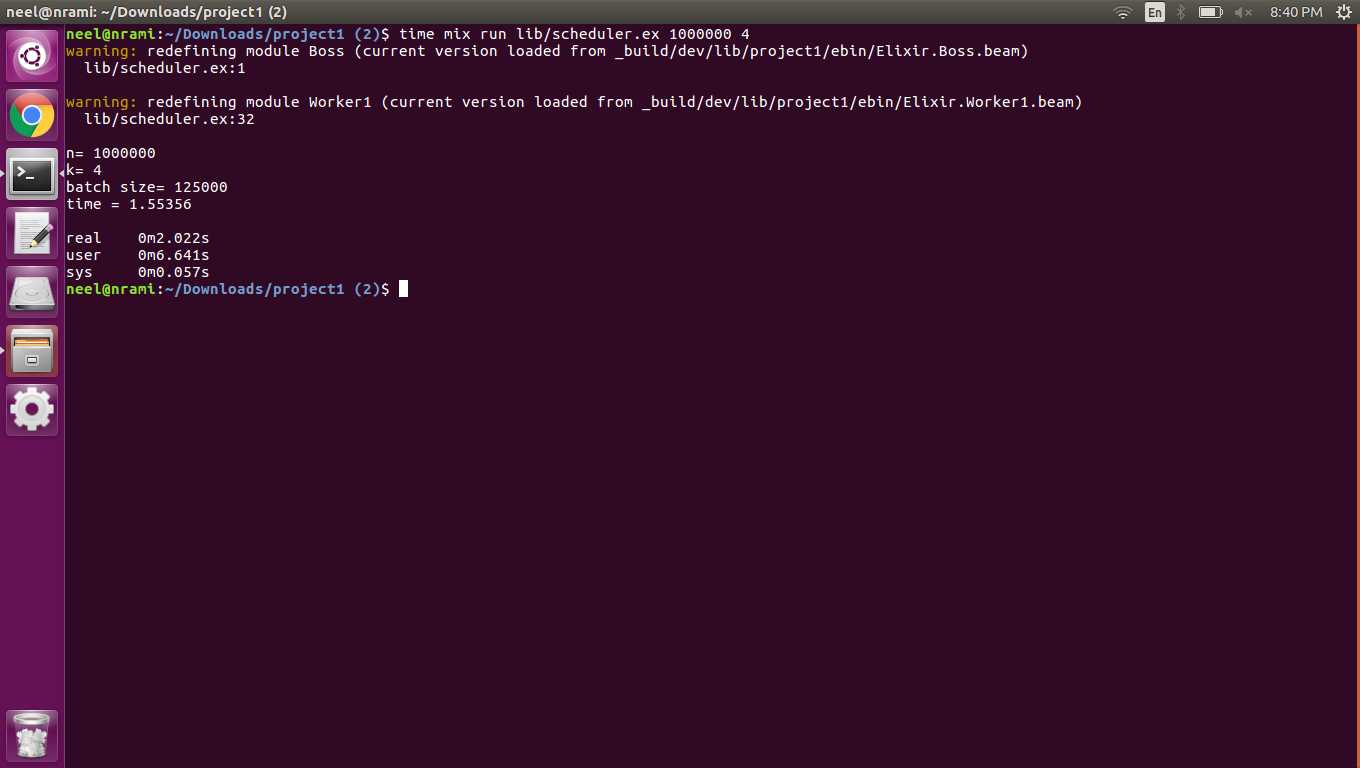 neel@nrami: ~/Downloads/project1 (2)
En
8:40 PM
neel@nrami:~/Downloads/project1 (2)$ time mix run lib/scheduler.ex 1000000 4
warning: redefining module Boss (current version loaded from _build/dev/lib/project1/ebin/Elixir.Boss.beam)
  lib/scheduler.ex:1
warning: redefining module Worker1 (current version loaded from _build/dev/lib/project1/ebin/Elixir.Worker1.beam)
  lib/scheduler.ex:32
n= 1000000
k= 4
batch size= 125000
time = 1.55356
real    0m2.022s
user    0m6.641s
sys     0m0.057s
neel@nrami:~/Downloads/project1 (2)$